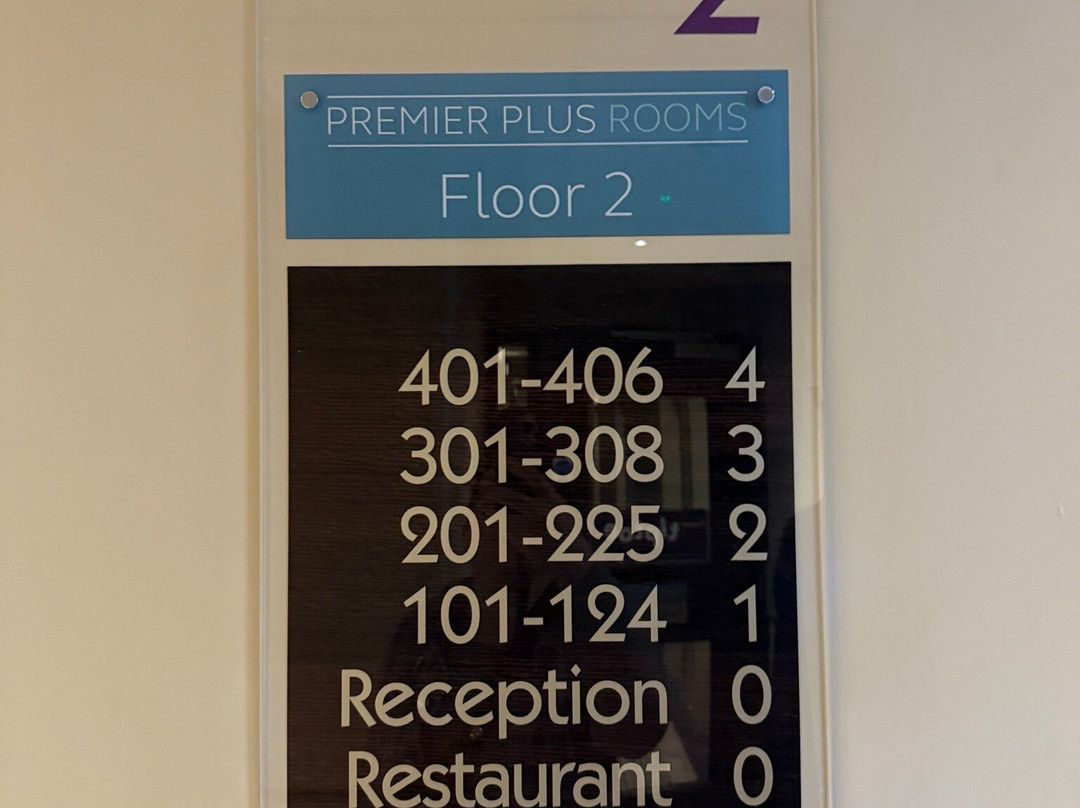 2
PREMIER PLUS ROOMS
Floor 2
401-406 4
301-308 3
201-225 2
101-124 1
Reception 0
Restaurant 0